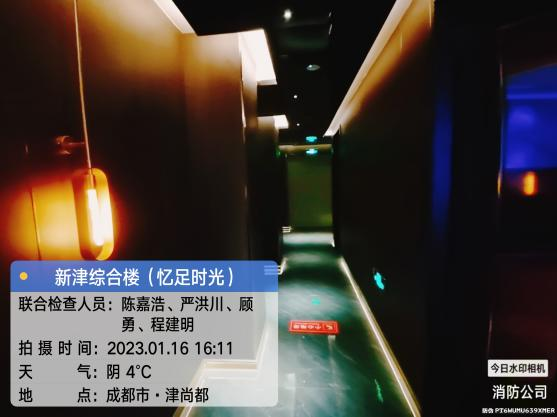 新津综合楼（忆足时光）
联合检查人员：陈嘉浩、严洪川、顾
勇、程建明
拍 摄 时 间：2023.01.16 16:11
天 气：阴 4℃
地 点：成都市·津尚都
今日水印相机
消防公司
防伪 PT6MUMU639XMER